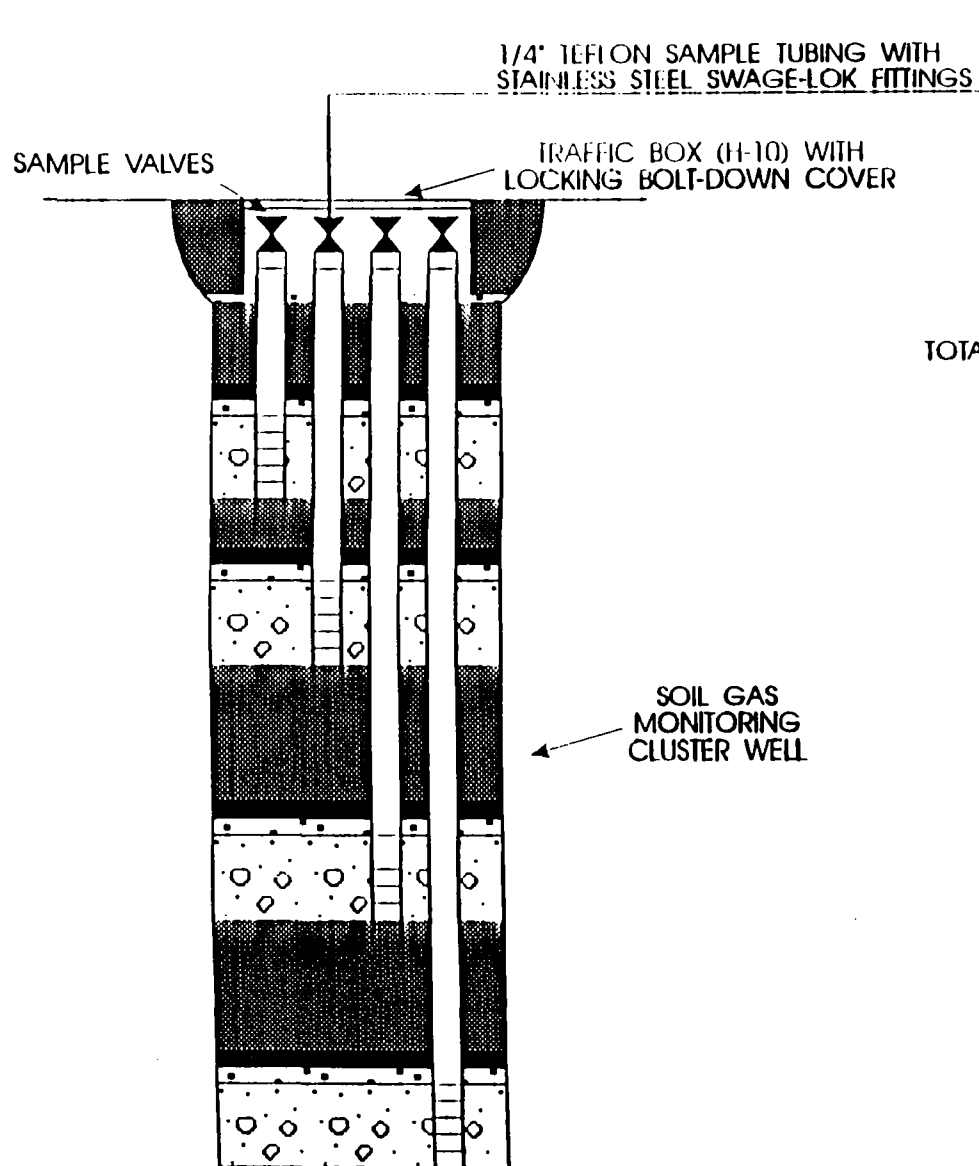 1/4" TEFLON SAMPLE TUBING WITH
STAINLESS STEEL SWAGE-LOK FITTINGS
SAMPLE VALVES
TRAFFIC BOX (H-10) WITH
LOCKING BOLT-DOWN COVER
TOTA
SOIL GAS
MONITORING
CLUSTER WELL